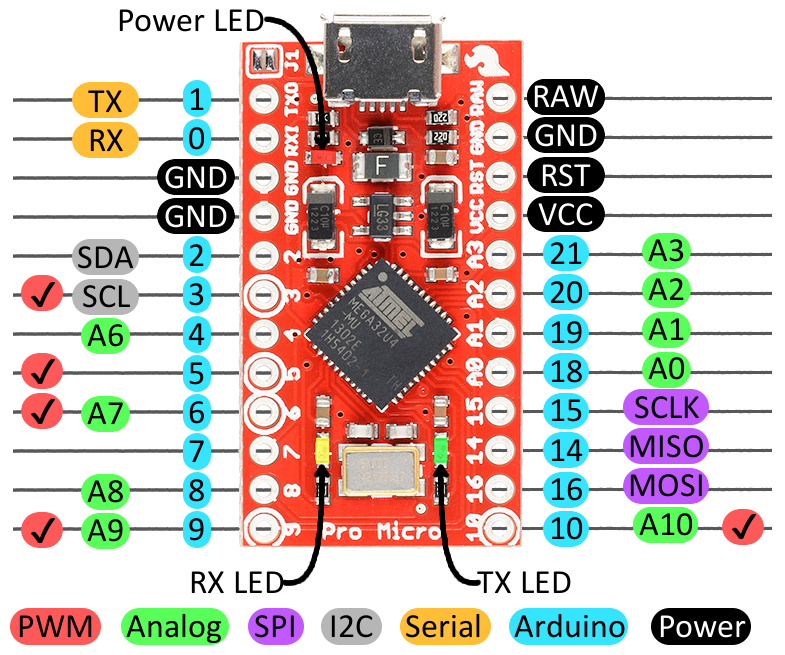 Power LED
J1
TX 1 TXO RAW RAW
RX 0 RXI GND GND
GND GND RST RST
GND GND VCC VCC
F
LG33
SDA 2 2 A3 21 A3
✓ SCL 3 3 A2 20 A2
ATMEL
MEGA32U4
-MU
1302E
A6 4 4 A1 19 A1
✓ 5 5 A0 18 A0
✓ A7 6 6 15 15 SCLK
7 7 14 14 MISO
A8 8 8 16 16 MOSI
✓ A9 9 9 Pro Micro 10 10 A10 ✓
RX LED TX LED
PWM Analog SPI I2C Serial Arduino Power